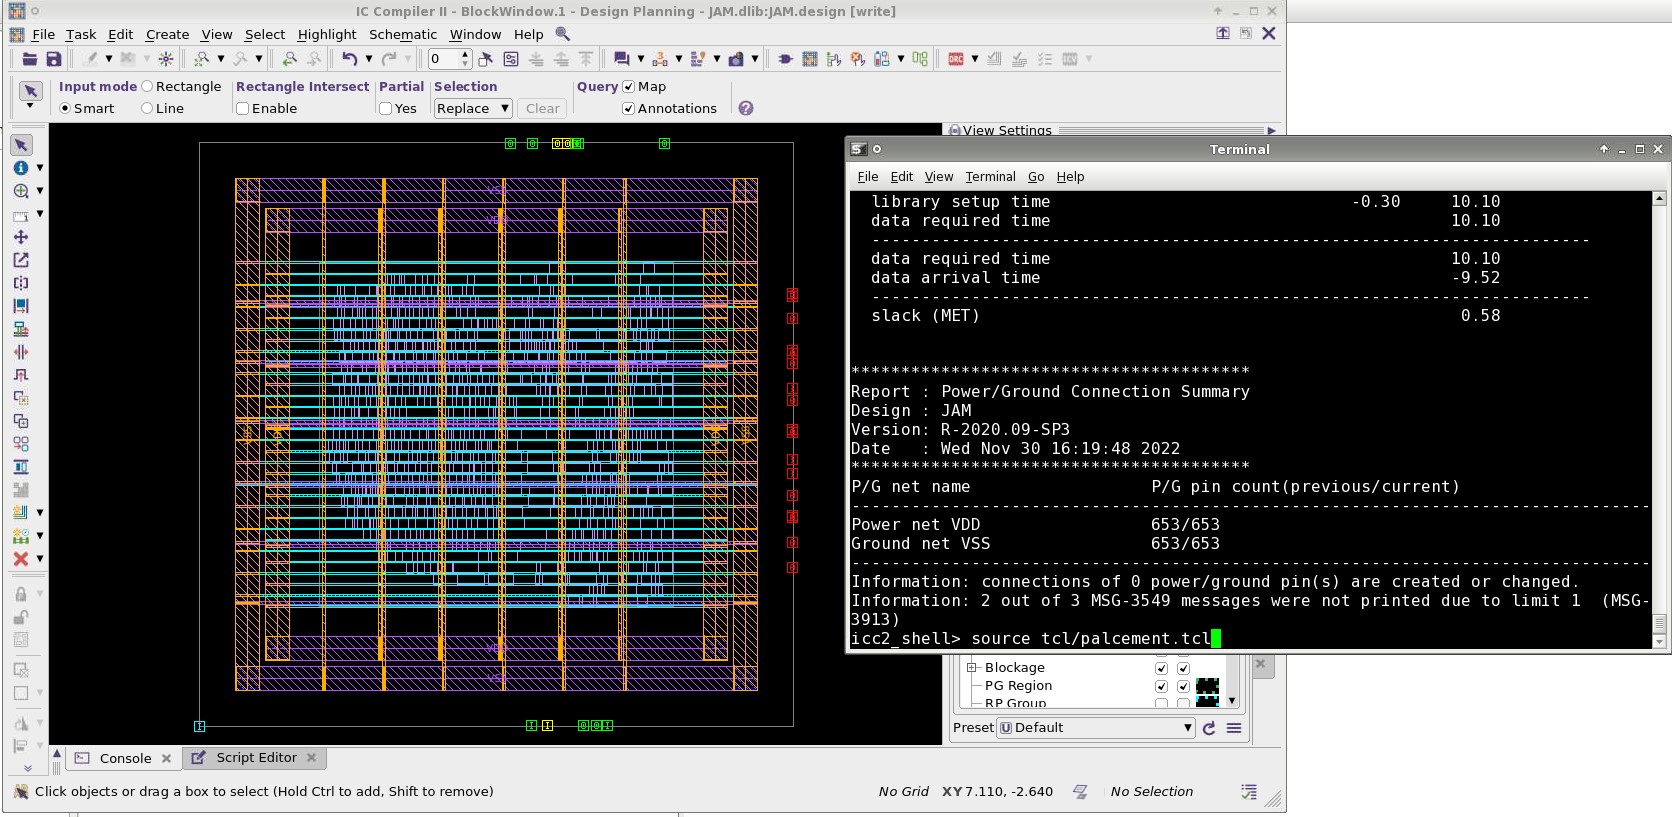 IC Compiler II - BlockWindow.1 - Design Planning - JAM.dlib:JAM.design [write]
File Task Edit Create View Select Highlight Schematic Window Help
0
Input mode Rectangle Rectangle Intersect Partial Selection Query Map
Smart Line Enable Yes Replace Clear Annotations
View Settings
VSS
VDD
VDD
VSS
Terminal
File Edit View Terminal Go Help
library setup time -0.30 10.10
data required time 10.10
--------------------------------------------------------------------------
data required time 10.10
data arrival time -9.52
--------------------------------------------------------------------------
slack (MET) 0.58
****************************************
Report : Power/Ground Connection Summary
Design : JAM
Version: R-2020.09-SP3
Date : Wed Nov 30 16:19:48 2022
****************************************
P/G net name P/G pin count(previous/current)
--------------------------------------------------------------------------------
Power net VDD 653/653
Ground net VSS 653/653
--------------------------------------------------------------------------------
Information: connections of 0 power/ground pin(s) are created or changed.
Information: 2 out of 3 MSG-3549 messages were not printed due to limit 1 (MSG-
3913)
icc2_shell> source tcl/palcement.tcl
Blockage
PG Region
RP Group
Preset Default
Console Script Editor
Click objects or drag a box to select (Hold Ctrl to add, Shift to remove) No Grid XY 7.110, -2.640 No Selection